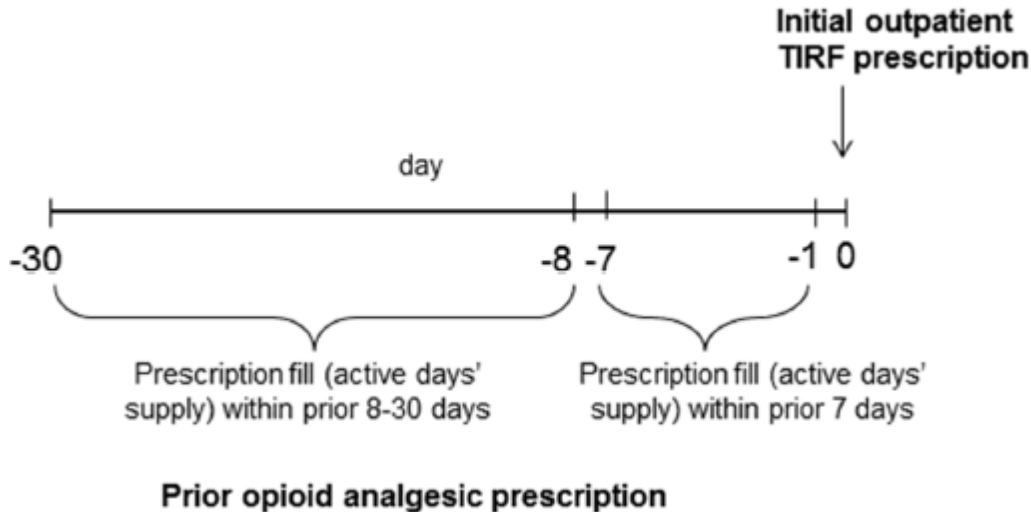 Initial outpatient
TIRF prescription
day
-30 -8 -7 -1 0
Prescription fill (active days'
supply) within prior 8-30 days
Prescription fill (active days'
supply) within prior 7 days
Prior opioid analgesic prescription